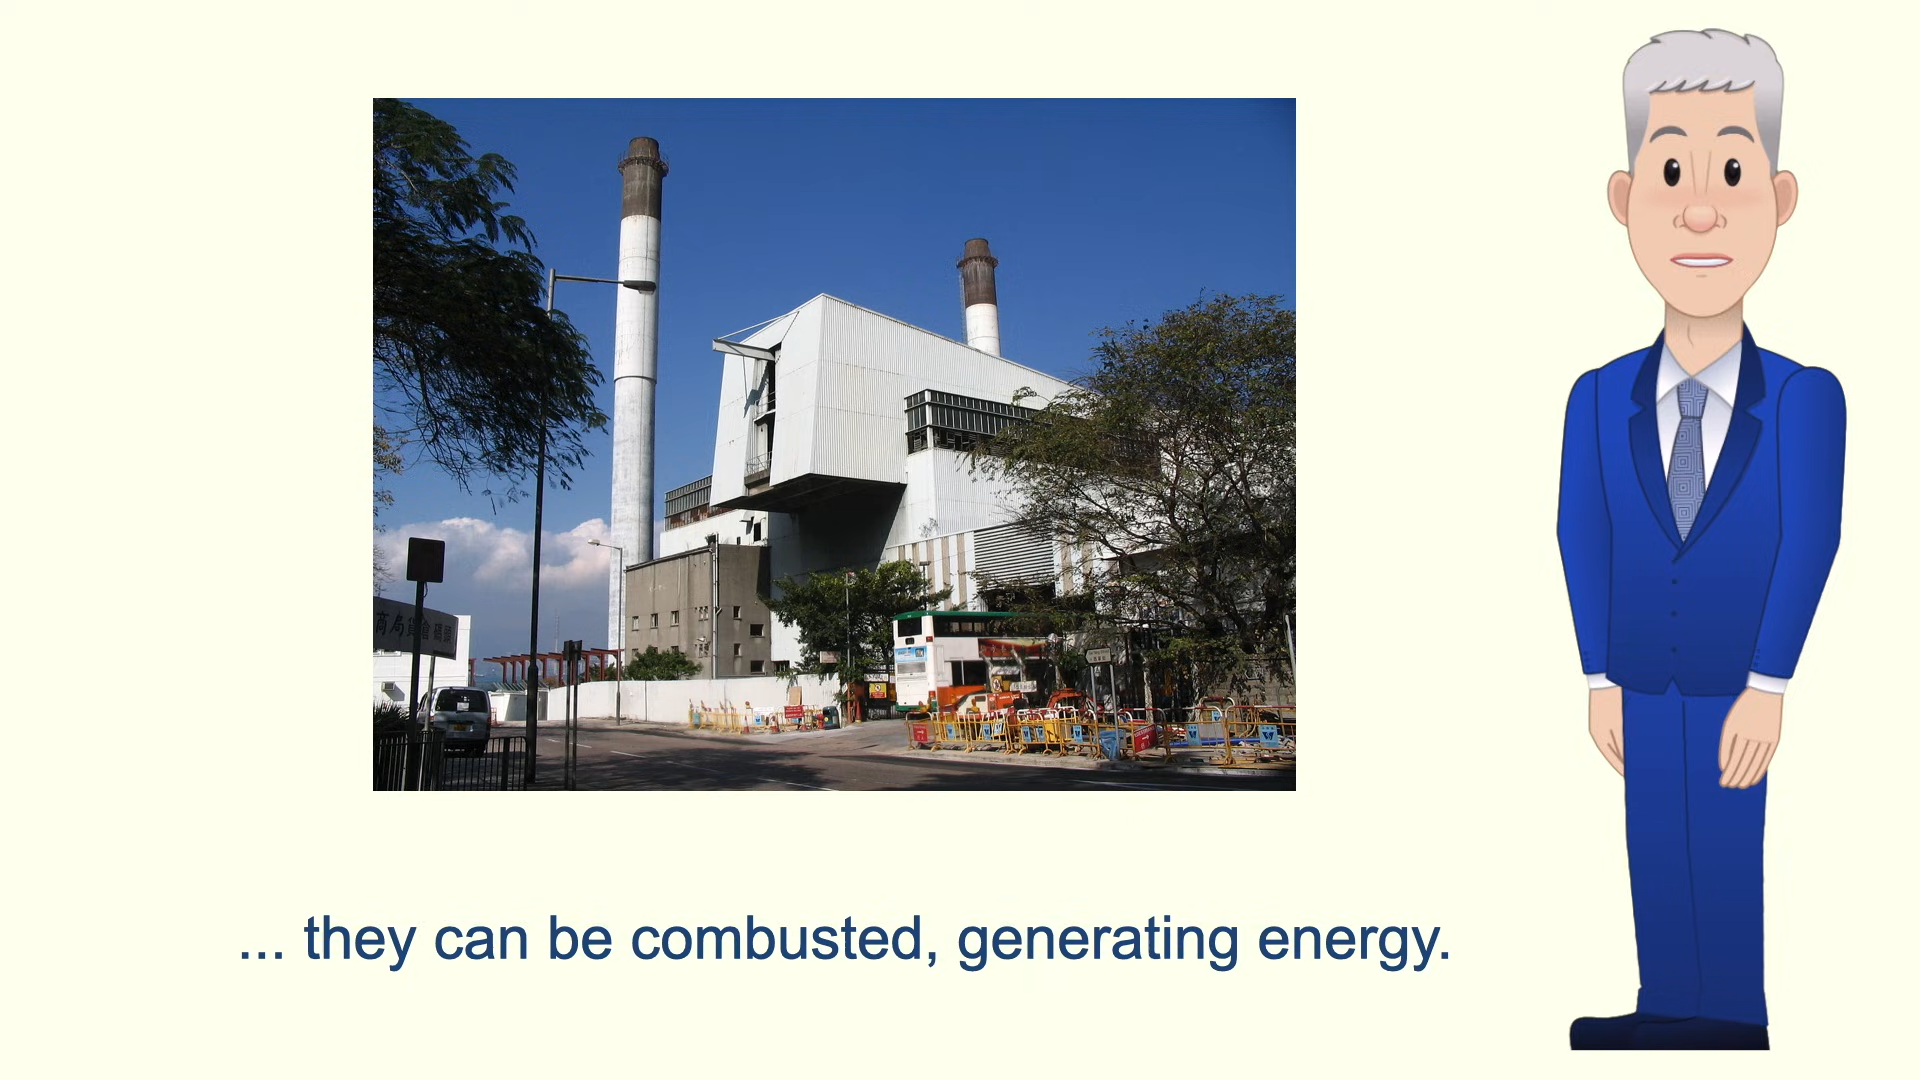 ... they can be combusted, generating energy.